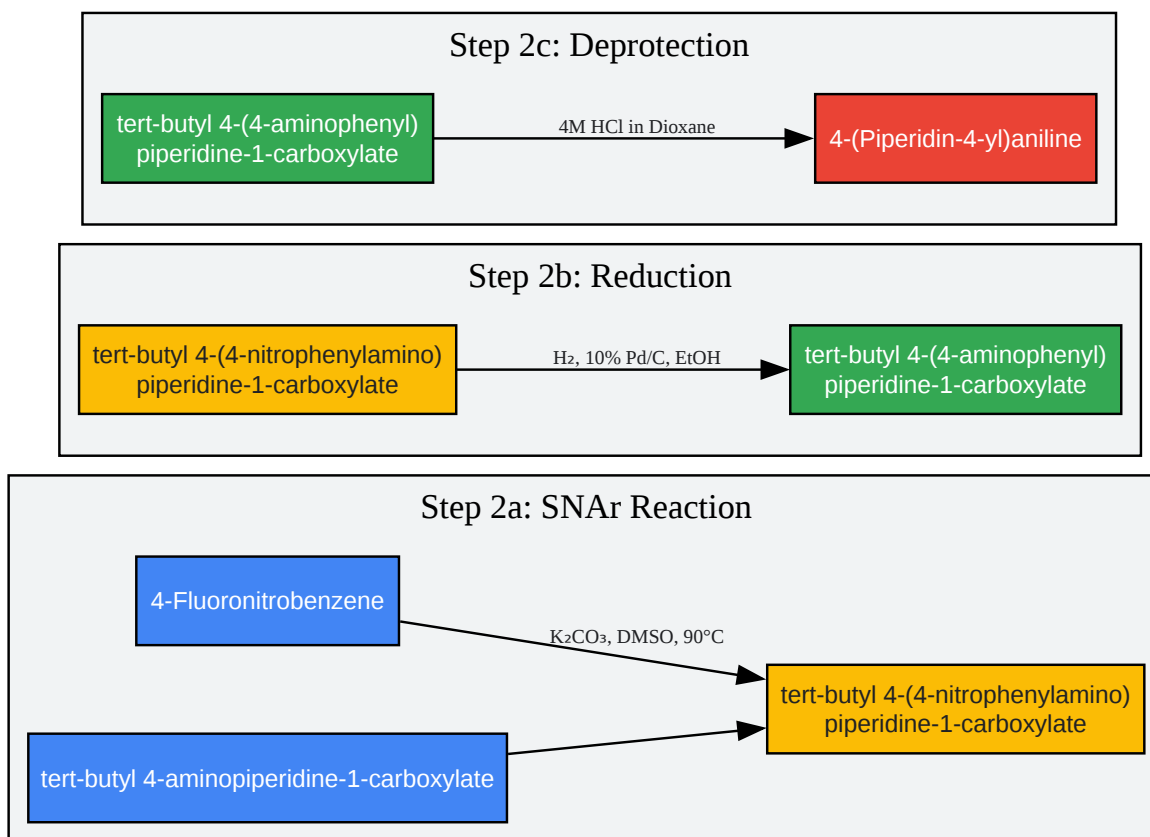 Step 2c: Deprotection
tert-butyl 4-(4-aminophenyl)
piperidine-1-carboxylate
4M HCl in Dioxane
4-(Piperidin-4-yl)aniline
Step 2b: Reduction
tert-butyl 4-(4-nitrophenylamino)
piperidine-1-carboxylate
H₂, 10% Pd/C, EtOH
tert-butyl 4-(4-aminophenyl)
piperidine-1-carboxylate
Step 2a: SNAr Reaction
4-Fluoronitrobenzene
K₂CO₃, DMSO, 90°C
tert-butyl 4-(4-nitrophenylamino)
piperidine-1-carboxylate
tert-butyl 4-aminopiperidine-1-carboxylate